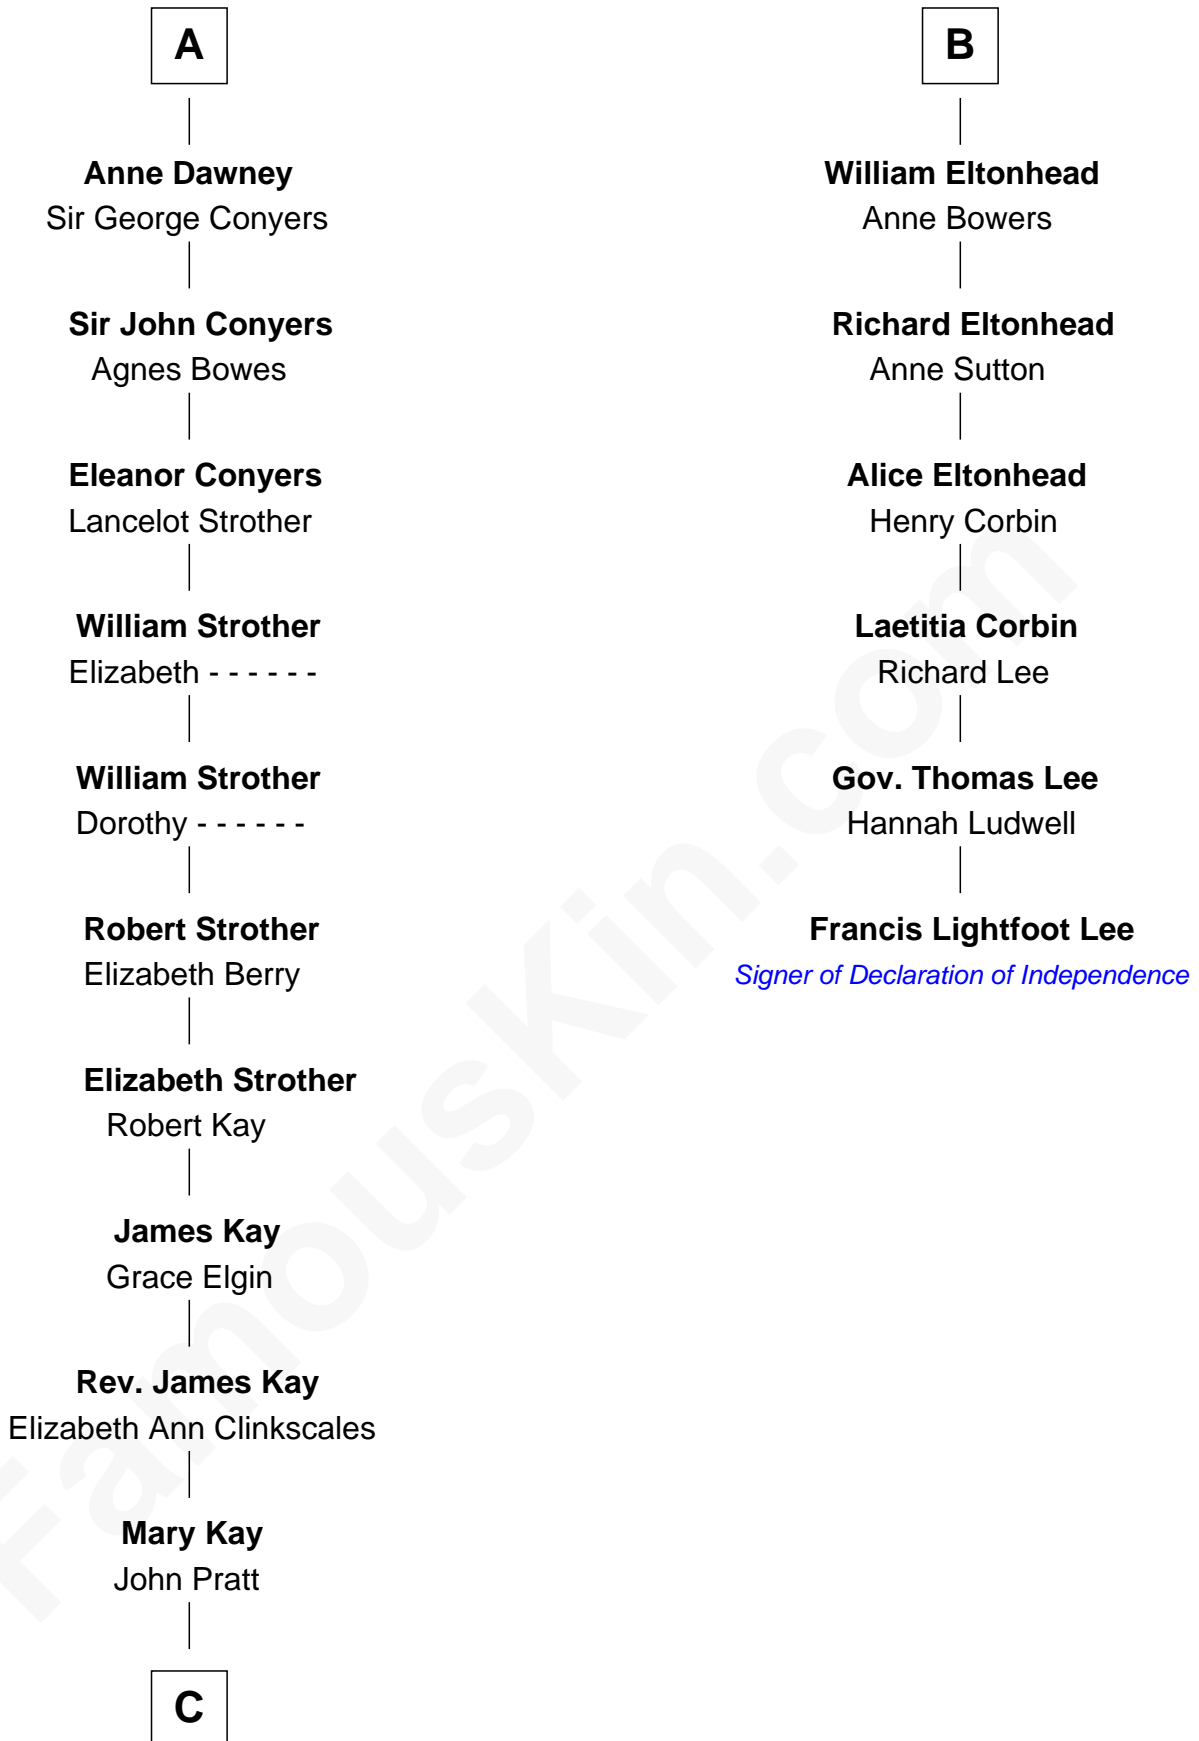 A
Anne Dawney
Sir George Conyers
Sir John Conyers
Agnes Bowes
Eleanor Conyers
Lancelot Strother
William Strother
Elizabeth - - - - - -
William Strother
Dorothy - - - - - -
Robert Strother
Elizabeth Berry
Elizabeth Strother
Robert Kay
James Kay
Grace Elgin
Rev. James Kay
Elizabeth Ann Clinkscales
Mary Kay
John Pratt
C
B
William Eltonhead
Anne Bowers
Richard Eltonhead
Anne Sutton
Alice Eltonhead
Henry Corbin
Laetitia Corbin
Richard Lee
Gov. Thomas Lee
Hannah Ludwell
Francis Lightfoot Lee
Signer of Declaration of Independence
FamousKin.com